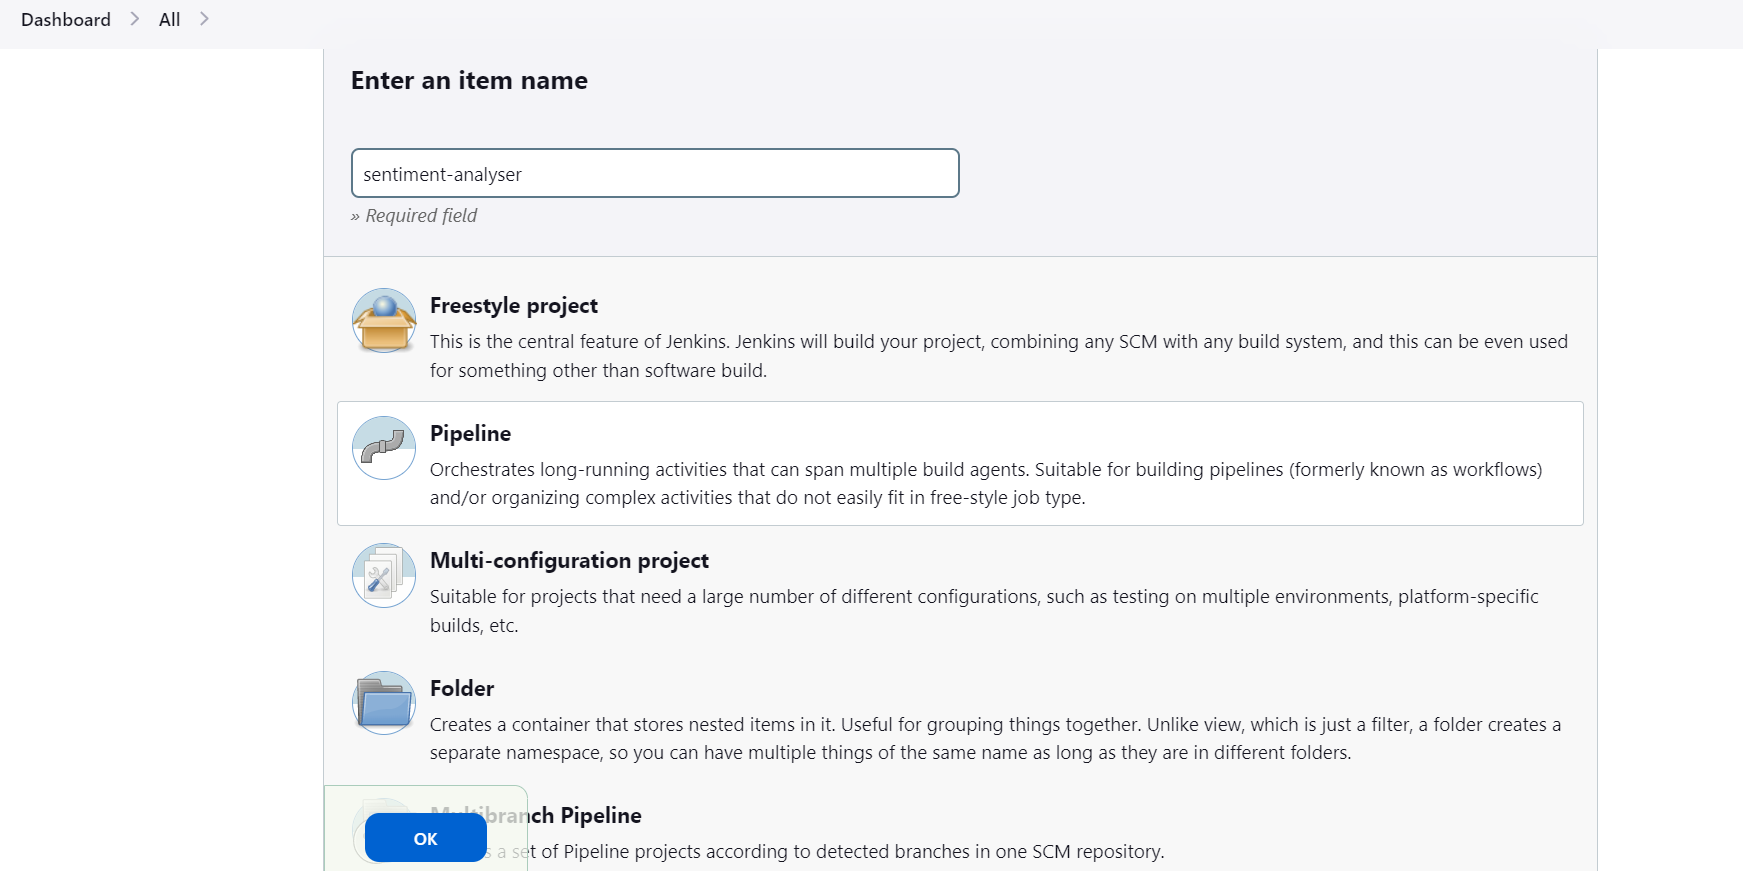 Dashboard > All >
Enter an item name
sentiment-analyser
» Required field
Freestyle project
This is the central feature of Jenkins. Jenkins will build your project, combining any SCM with any build system, and this can be even used
for something other than software build.
Pipeline
Orchestrates long-running activities that can span multiple build agents. Suitable for building pipelines (formerly known as workflows)
and/or organizing complex activities that do not easily fit in free-style job type.
Multi-configuration project
Suitable for projects that need a large number of different configurations, such as testing on multiple environments, platform-specific
builds, etc.
Folder
Creates a container that stores nested items in it. Useful for grouping things together. Unlike view, which is just a filter, a folder creates a
separate namespace, so you can have multiple things of the same name as long as they are in different folders.
Multibranch Pipeline
OK
s a set of Pipeline projects according to detected branches in one SCM repository.